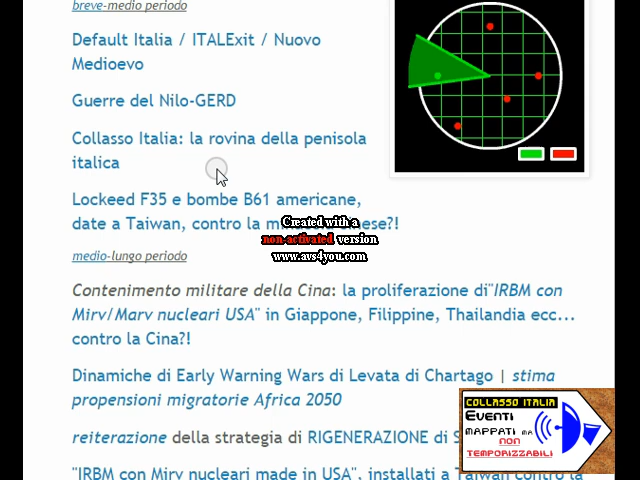 breve-medio periodo
Default Italia / ITALExit / Nuovo
Medioevo
Guerre del Nilo-GERD
Collasso Italia: la rovina della penisola
italica
Lockeed F35 e bombe B61 americane,
date a Taiwan, contro la
Created with a
non-activated version
www.avs4you.com
medio-lungo periodo
Contenimento militare della Cina: la proliferazione di"IRBM con
Mirv/Marv nucleari USA" in Giappone, Filippine, Thailandia ecc...
contro la Cina?!
Dinamiche di Early Warning Wars di Levata di Chartago | stima
propensioni migratorie Africa 2050
COLLASSO ITALIA
EVENTI
MAPPATI MA
NON
TEMPORIZZABILI
reiterazione della strategia di RIGENERAZIONE di
"IRBM con Mirv nucleari made in USA", installati a Taiwan contro la